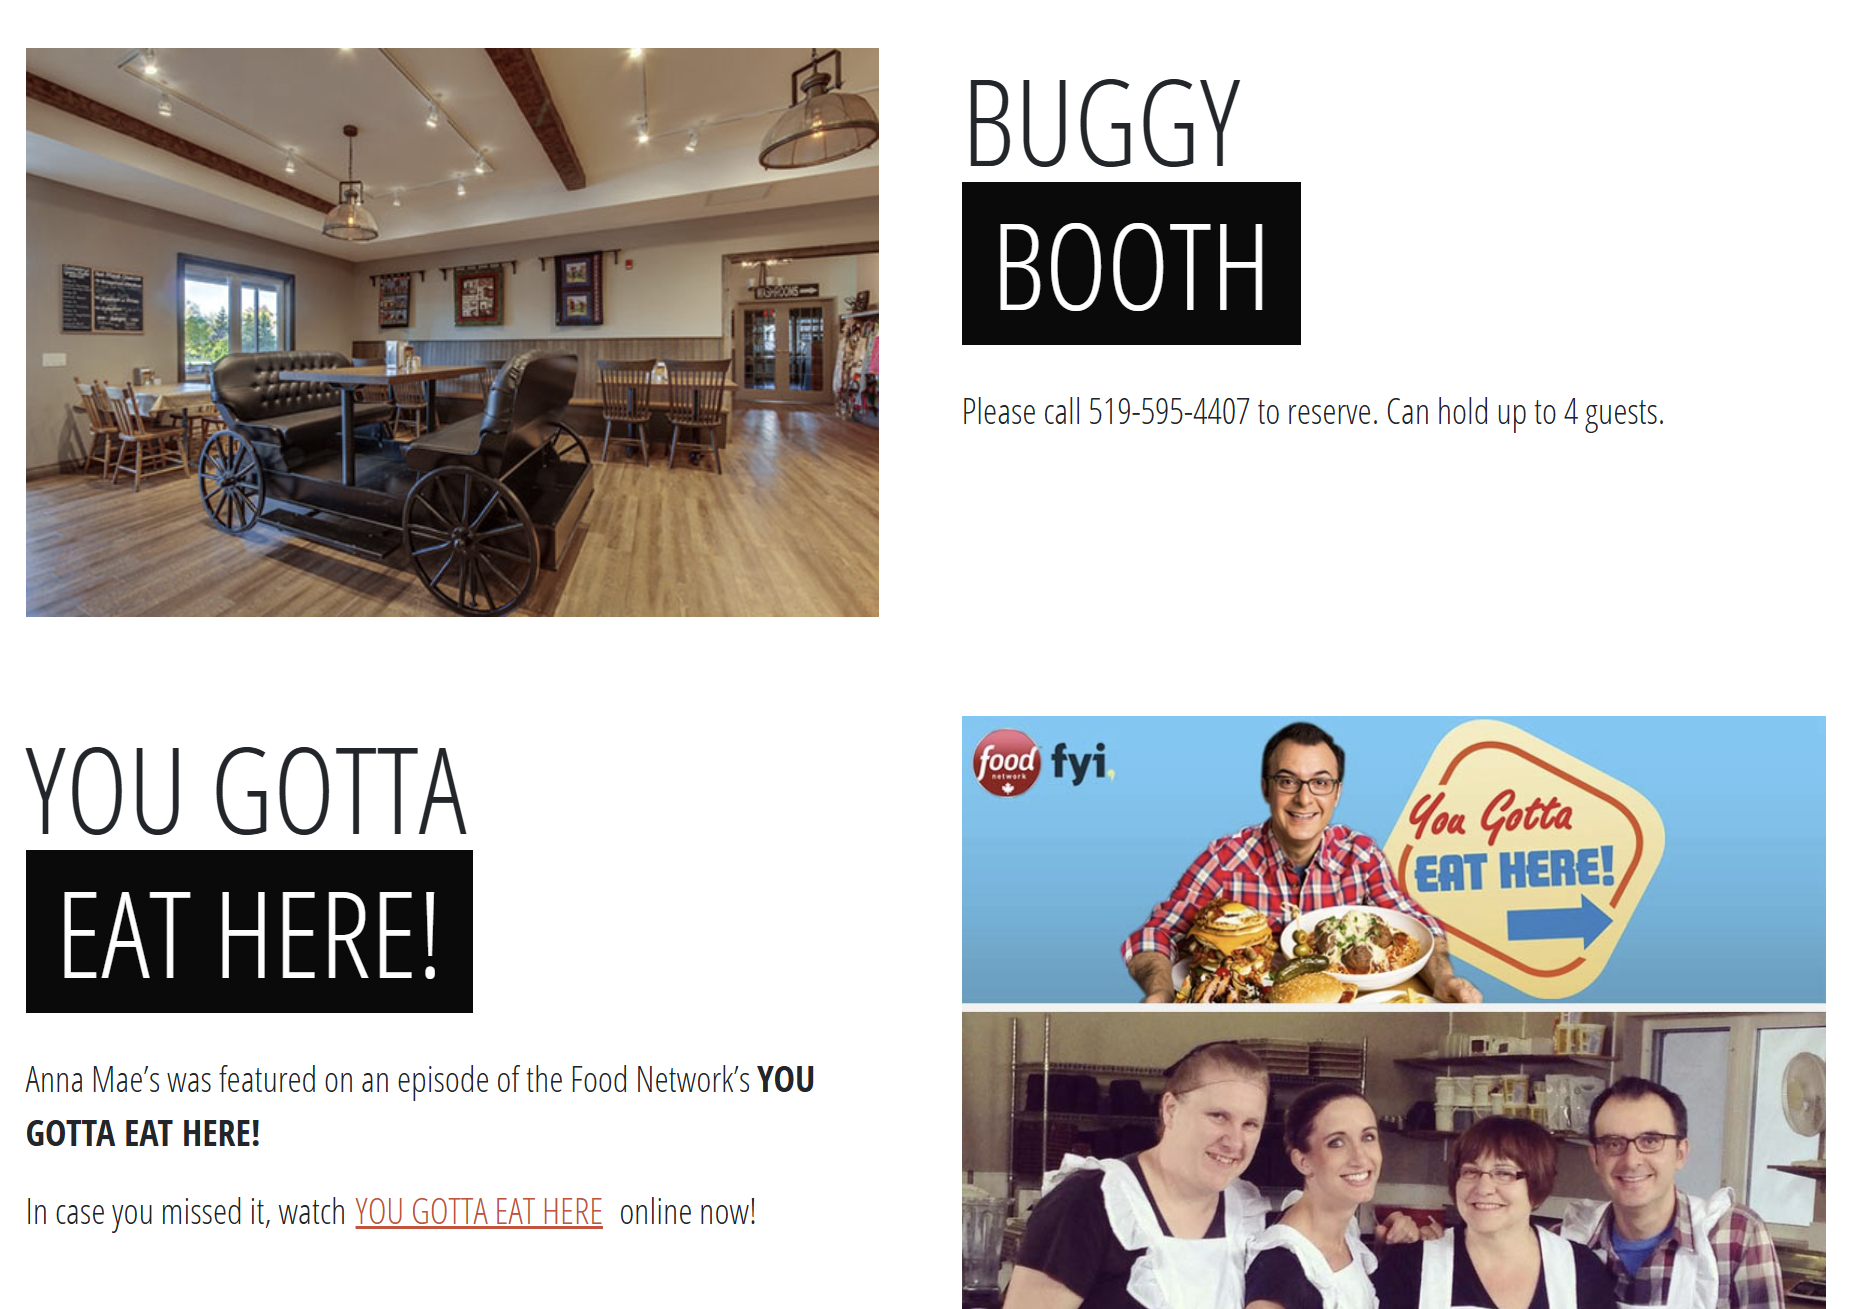 BUGGY
BOOTH
Please call 519-595-4407 to reserve. Can hold up to 4 guests.
WASHROOMS
YOU GOTTA
EAT HERE!
Anna Mae’s was featured on an episode of the Food Network’s YOU
GOTTA EAT HERE!
In case you missed it, watch YOU GOTTA EAT HERE online now!
food
network
fyi,
You Gotta
EAT HERE!